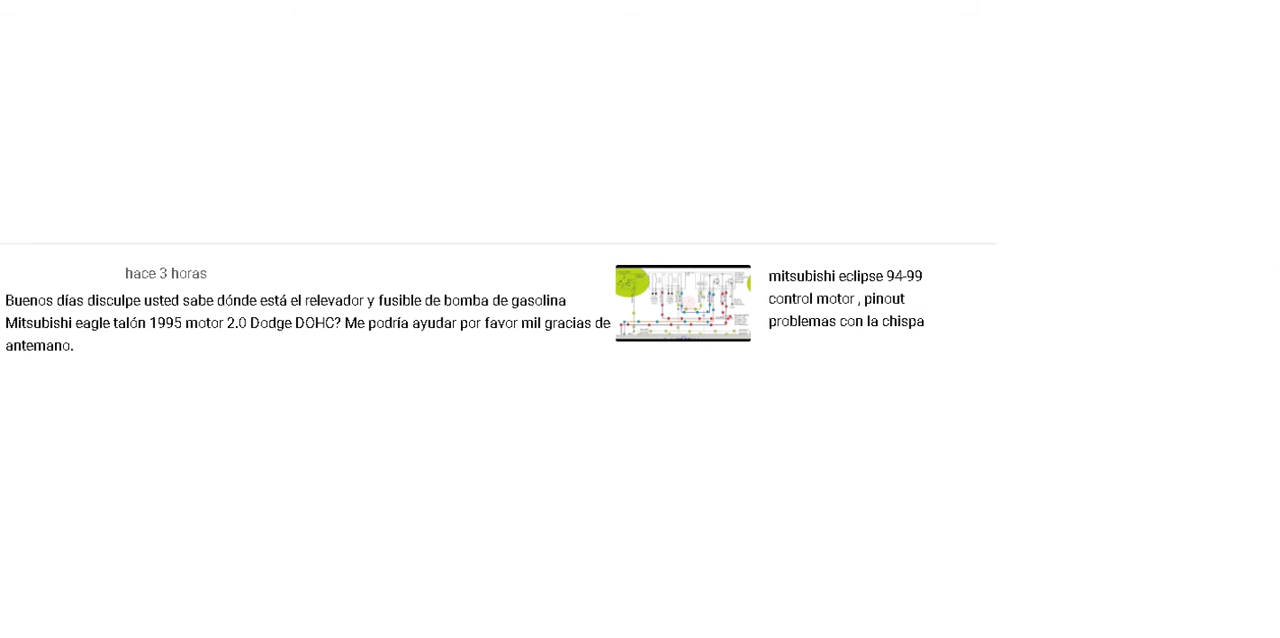 hace 3 horas
Buenos días disculpe usted sabe dónde está el relevador y fusible de bomba de gasolina
Mitsubishi eagle talón 1995 motor 2.0 Dodge DOHC? Me podría ayudar por favor mil gracias de
antemano.
mitsubishi eclipse 94-99
control motor , pinout
problemas con la chispa